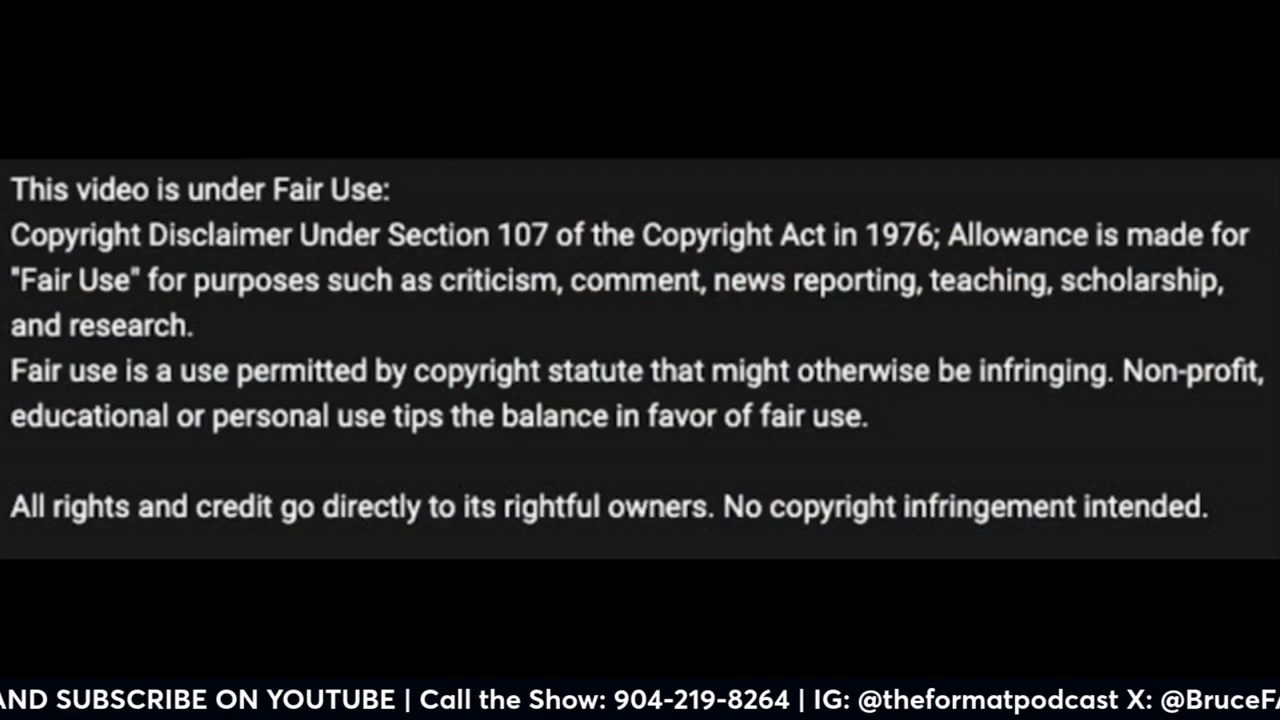 This video is under Fair Use:
Copyright Disclaimer Under Section 107 of the Copyright Act in 1976; Allowance is made for
"Fair Use" for purposes such as criticism, comment, news reporting, teaching, scholarship,
and research.
Fair use is a use permitted by copyright statute that might otherwise be infringing. Non-profit,
educational or personal use tips the balance in favor of fair use.
All rights and credit go directly to its rightful owners. No copyright infringement intended.
AND SUBSCRIBE ON YOUTUBE | Call the Show: 904-219-8264 | IG: @theformatpodcast X: